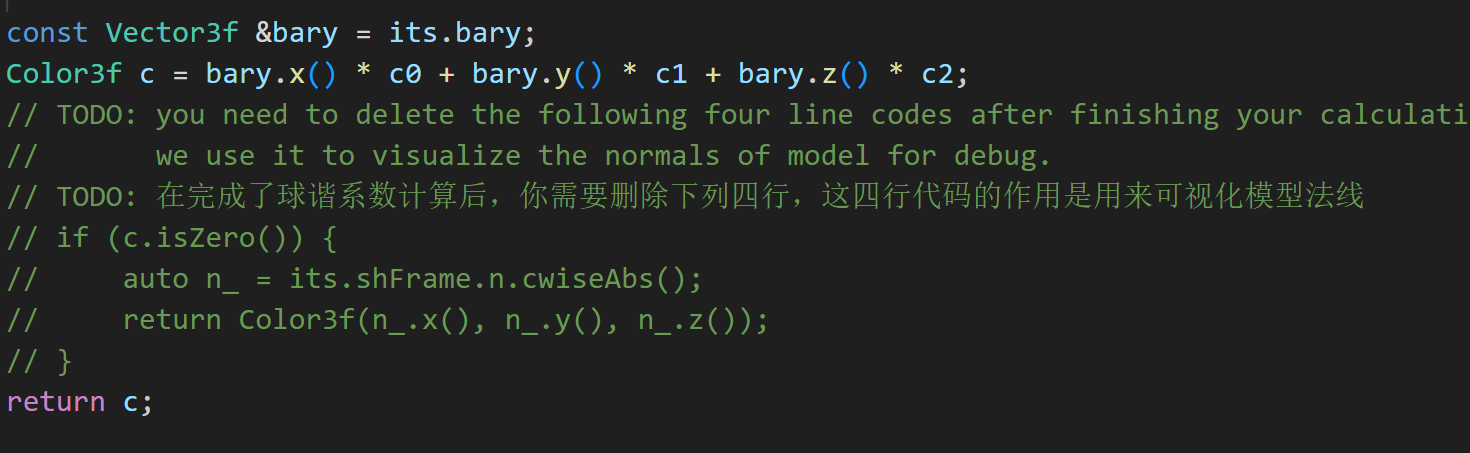 const Vector3f &bary = its.bary;
Color3f c = bary.x() * c0 + bary.y() * c1 + bary.z() * c2;
// TODO: you need to delete the following four line codes after finishing your calculati
//       we use it to visualize the normals of model for debug.
// TODO: 在完成了球谐系数计算后，你需要删除下列四行，这四行代码的作用是用来可视化模型法线
// if (c.isZero()) {
//     auto n_ = its.shFrame.n.cwiseAbs();
//     return Color3f(n_.x(), n_.y(), n_.z());
// }
return c;